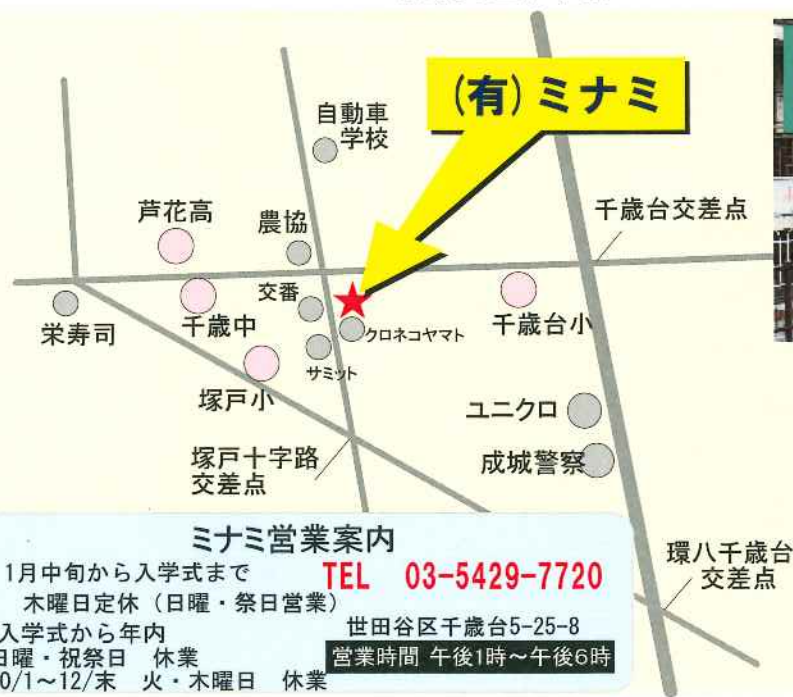 (有)ミナミ
自動車
学校
芦花高
農協
千歳台交差点
交番
栄寿司
千歳中
クロネコヤマト
千歳台小
サミット
塚戸小
ユニクロ
塚戸十字路
交差点
成城警察
環八千歳台
交差点
ミナミ営業案内
1月中旬から入学式まで
TEL 03-5429-7720
木曜日定休(日曜・祭日営業)
入学式から年内
世田谷区千歳台5-25-8
日曜・祝祭日 休業
営業時間 午後1時~午後6時
0/1~12/末 火・木曜日 休業